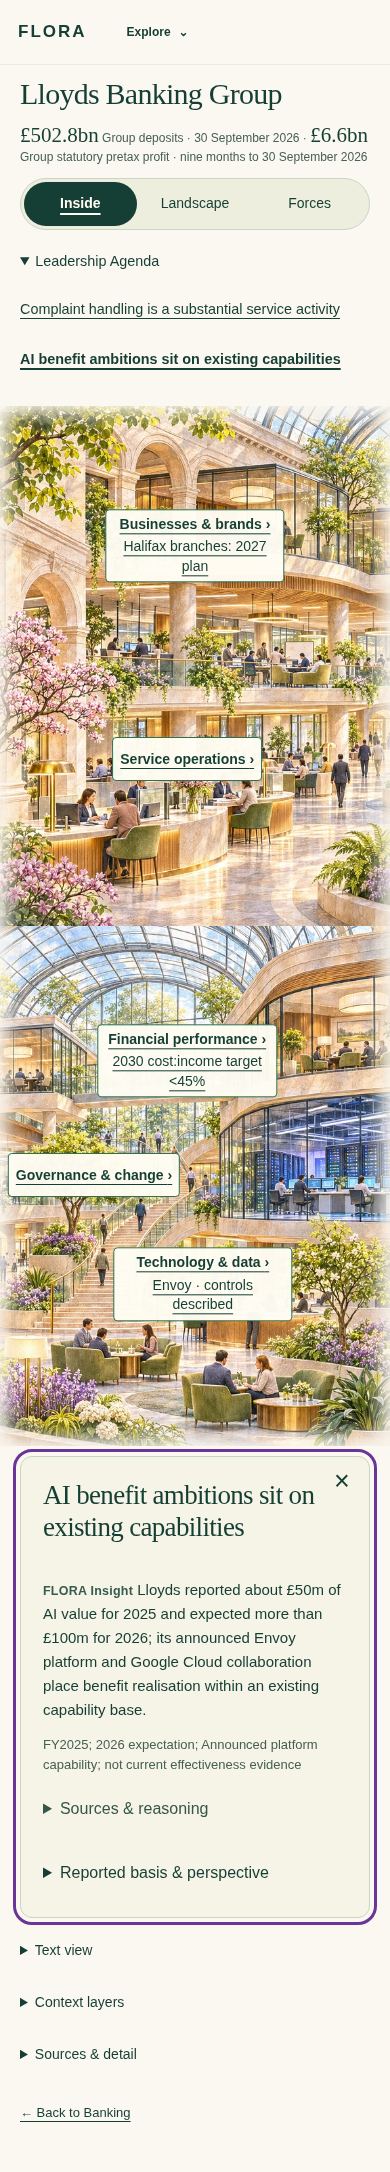 FLORA
Explore ⌄
Lloyds Banking Group
£502.8bn Group deposits · 30 September 2026 · £6.6bn
Group statutory pretax profit · nine months to 30 September 2026
Inside Landscape Forces
▼ Leadership Agenda
Complaint handling is a substantial service activity
AI benefit ambitions sit on existing capabilities
Businesses & brands ›
Halifax branches: 2027
plan
Service operations ›
Financial performance ›
2030 cost:income target
<45%
Governance & change ›
Technology & data ›
Envoy · controls
described
✕
AI benefit ambitions sit on
existing capabilities
FLORA Insight Lloyds reported about £50m of
AI value for 2025 and expected more than
£100m for 2026; its announced Envoy
platform and Google Cloud collaboration
place benefit realisation within an existing
capability base.
FY2025; 2026 expectation; Announced platform
capability; not current effectiveness evidence
▶ Sources & reasoning
▶ Reported basis & perspective
▶ Text view
▶ Context layers
▶ Sources & detail
← Back to Banking